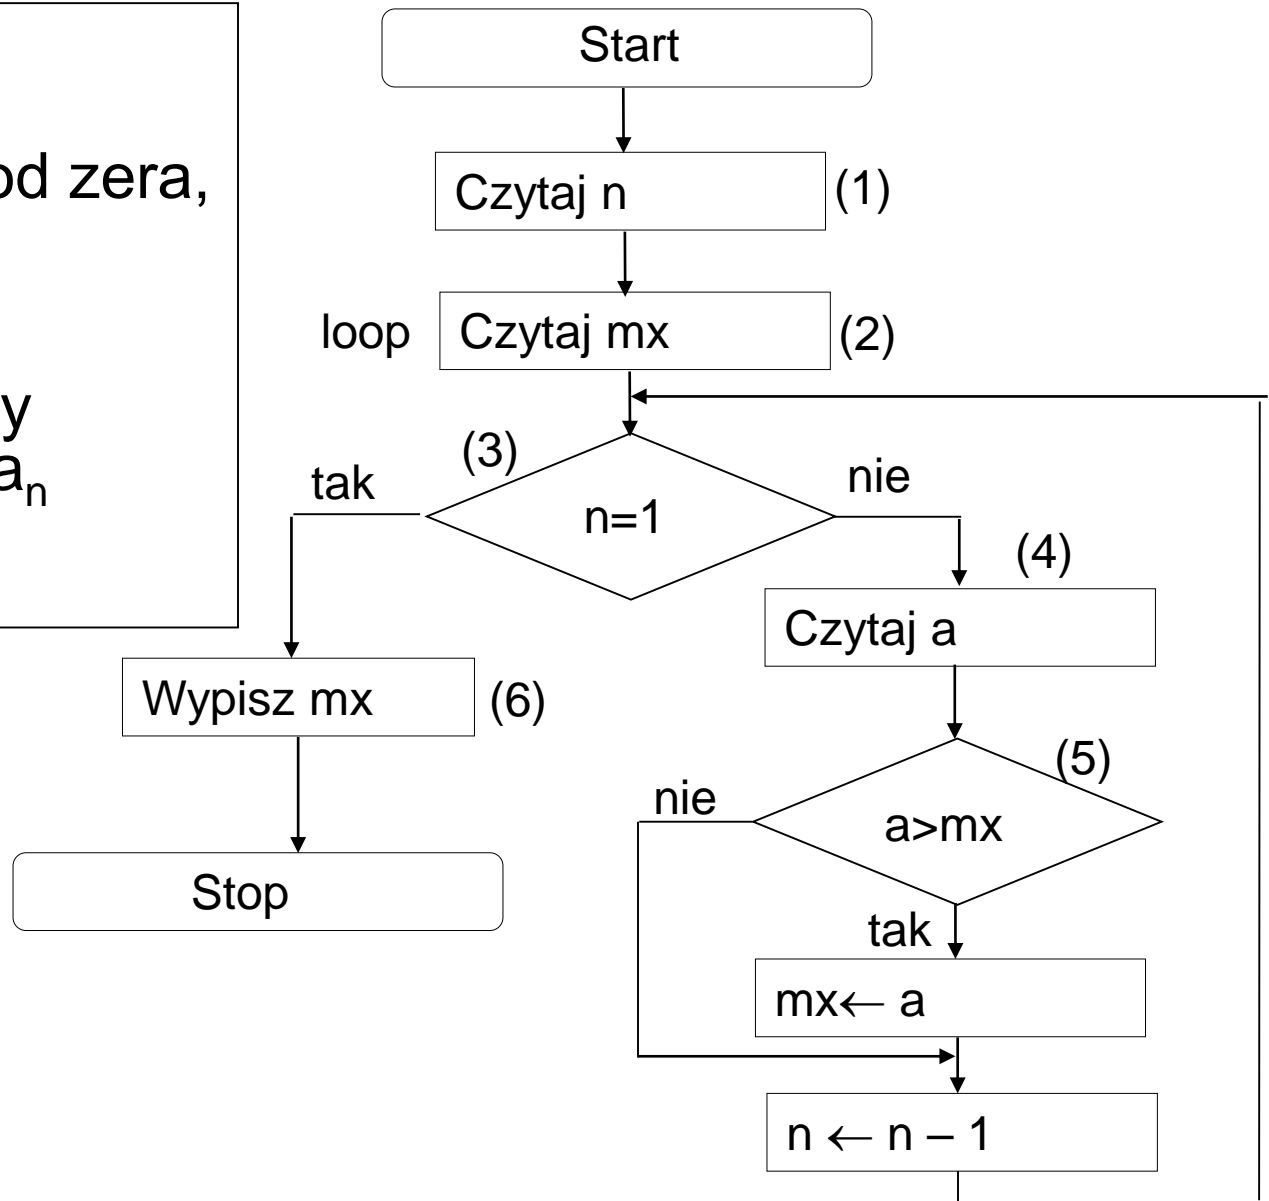 od zera,
y
aₙ
Start
Czytaj n
(1)
loop
Czytaj mx
(2)
(3)
tak
nie
n=1
(4)
Czytaj a
Wypisz mx
(6)
(5)
nie
a>mx
Stop
tak
mx← a
n ← n – 1